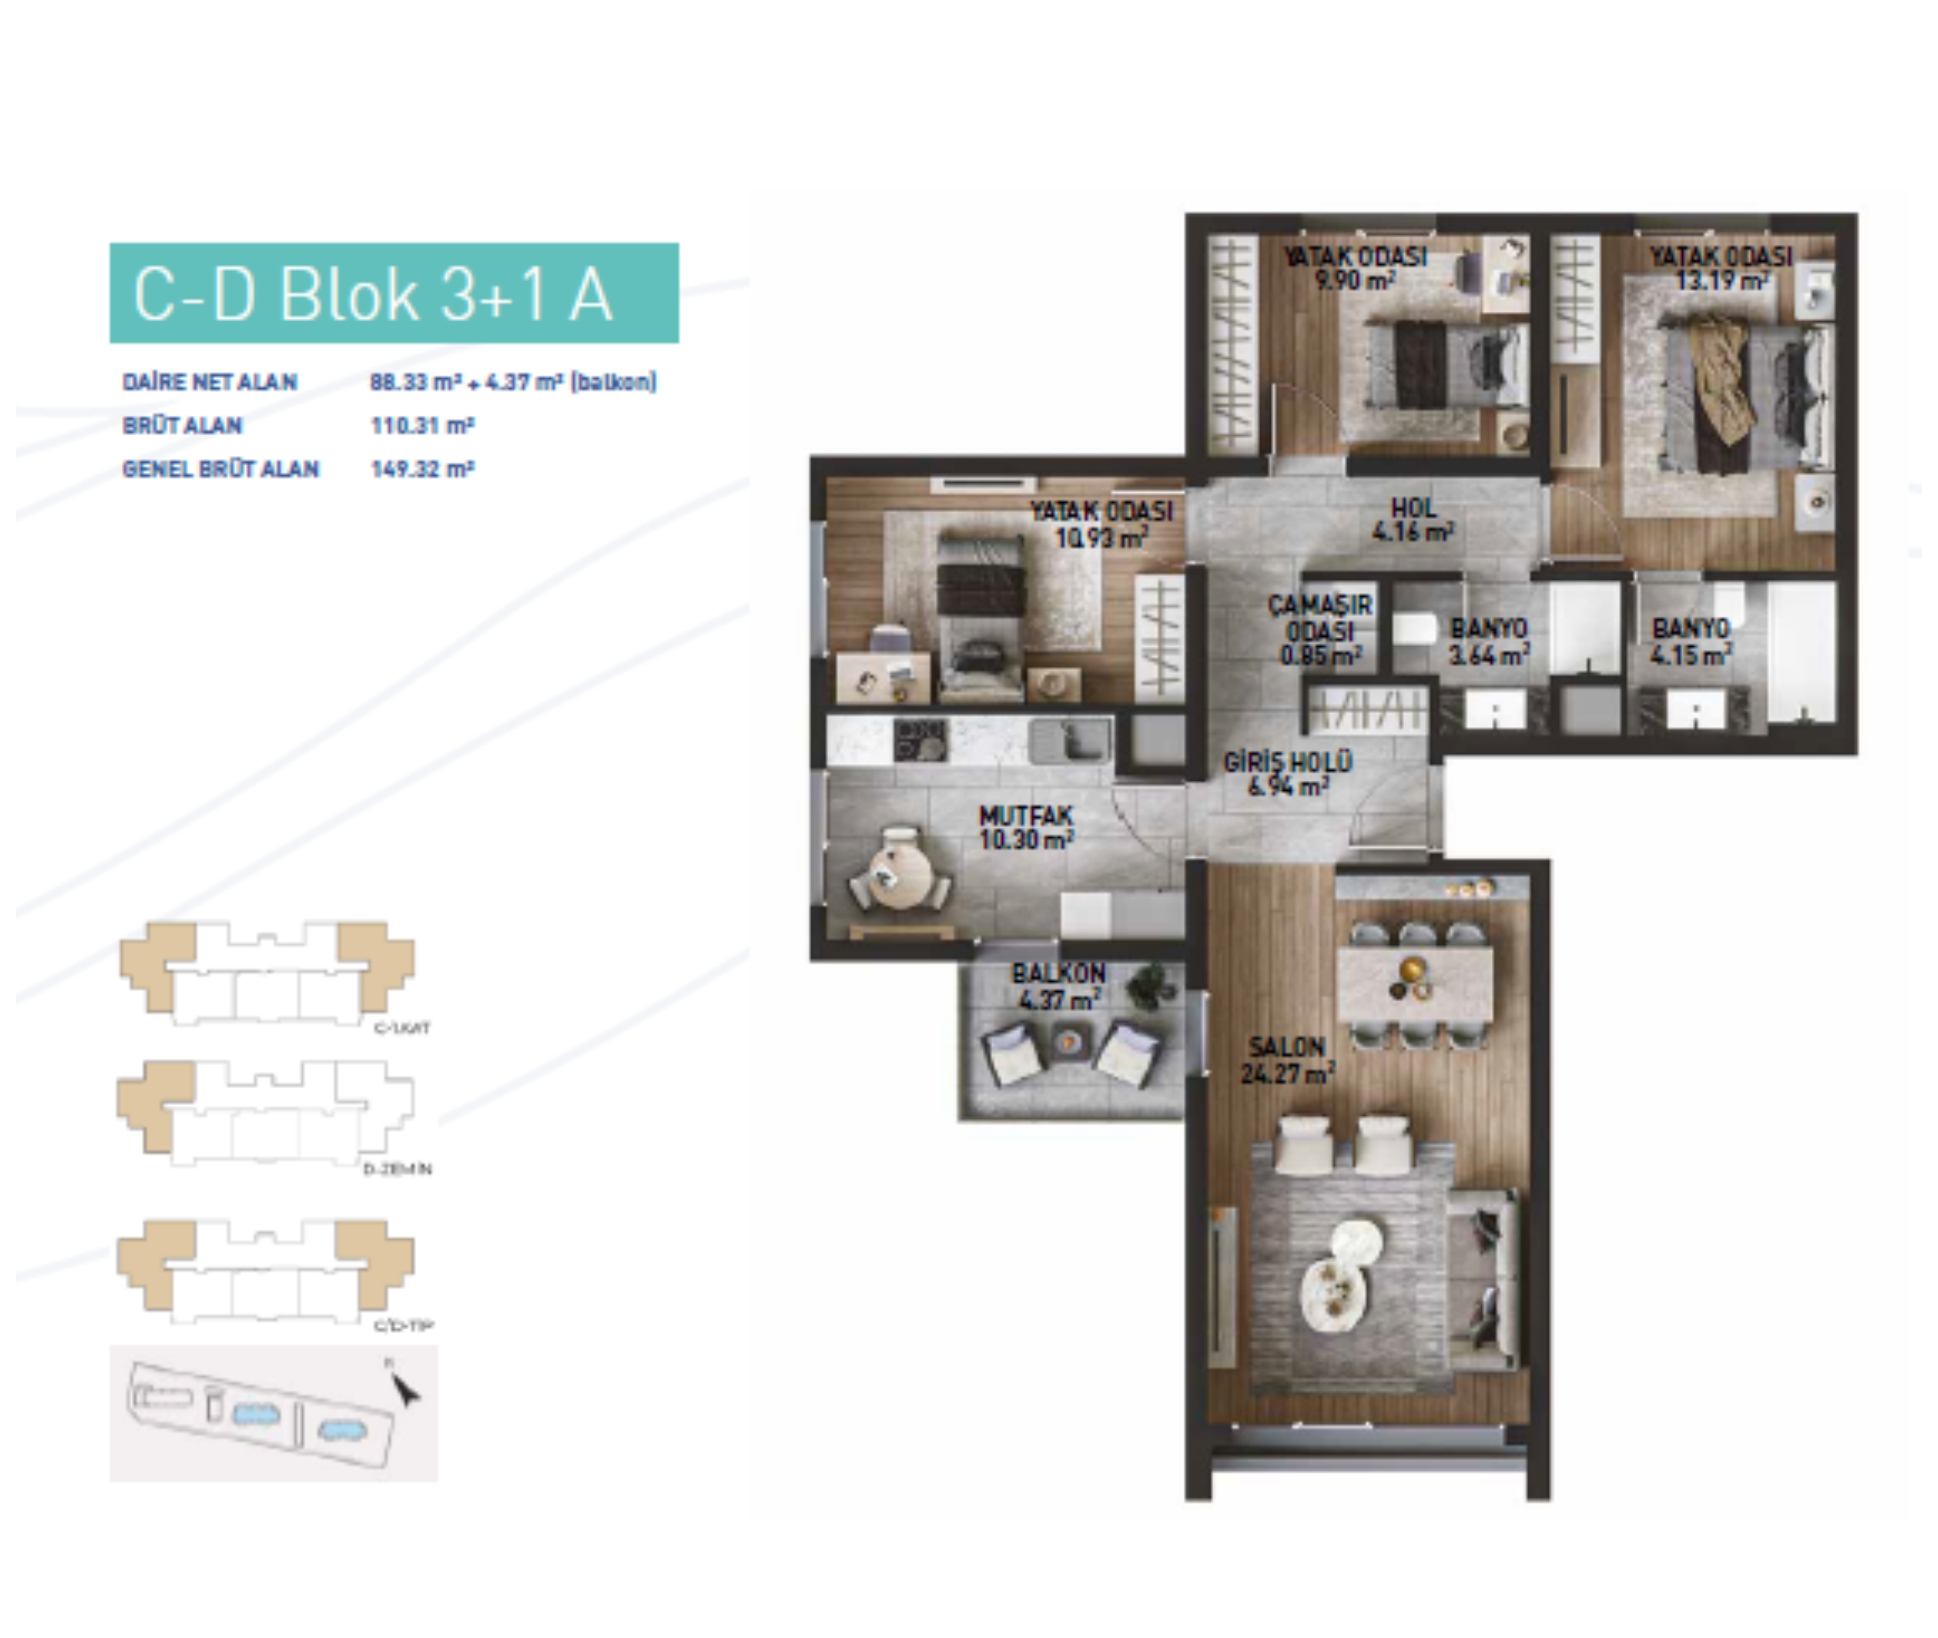 C-D Blok 3+1 A
DAİRE NET ALAN 88.33 m² + 4.37 m² (balkon)
BRÜT ALAN 110.31 m²
GENEL BRÜT ALAN 149.32 m²
YATAK ODASI
9.90 m²
YATAK ODASI
13.19 m²
YATAK ODASI
10.93 m²
HOL
4.16 m²
ÇAMAŞIR
ODASI
0.85 m²
BANYO
3.64 m²
BANYO
4.15 m²
GİRİŞ HOLÜ
6.94 m²
MUTFAK
10.30 m²
BALKON
4.37 m²
SALON
24.27 m²
C-1.KAT
D-ZEMİN
C/D-TİP